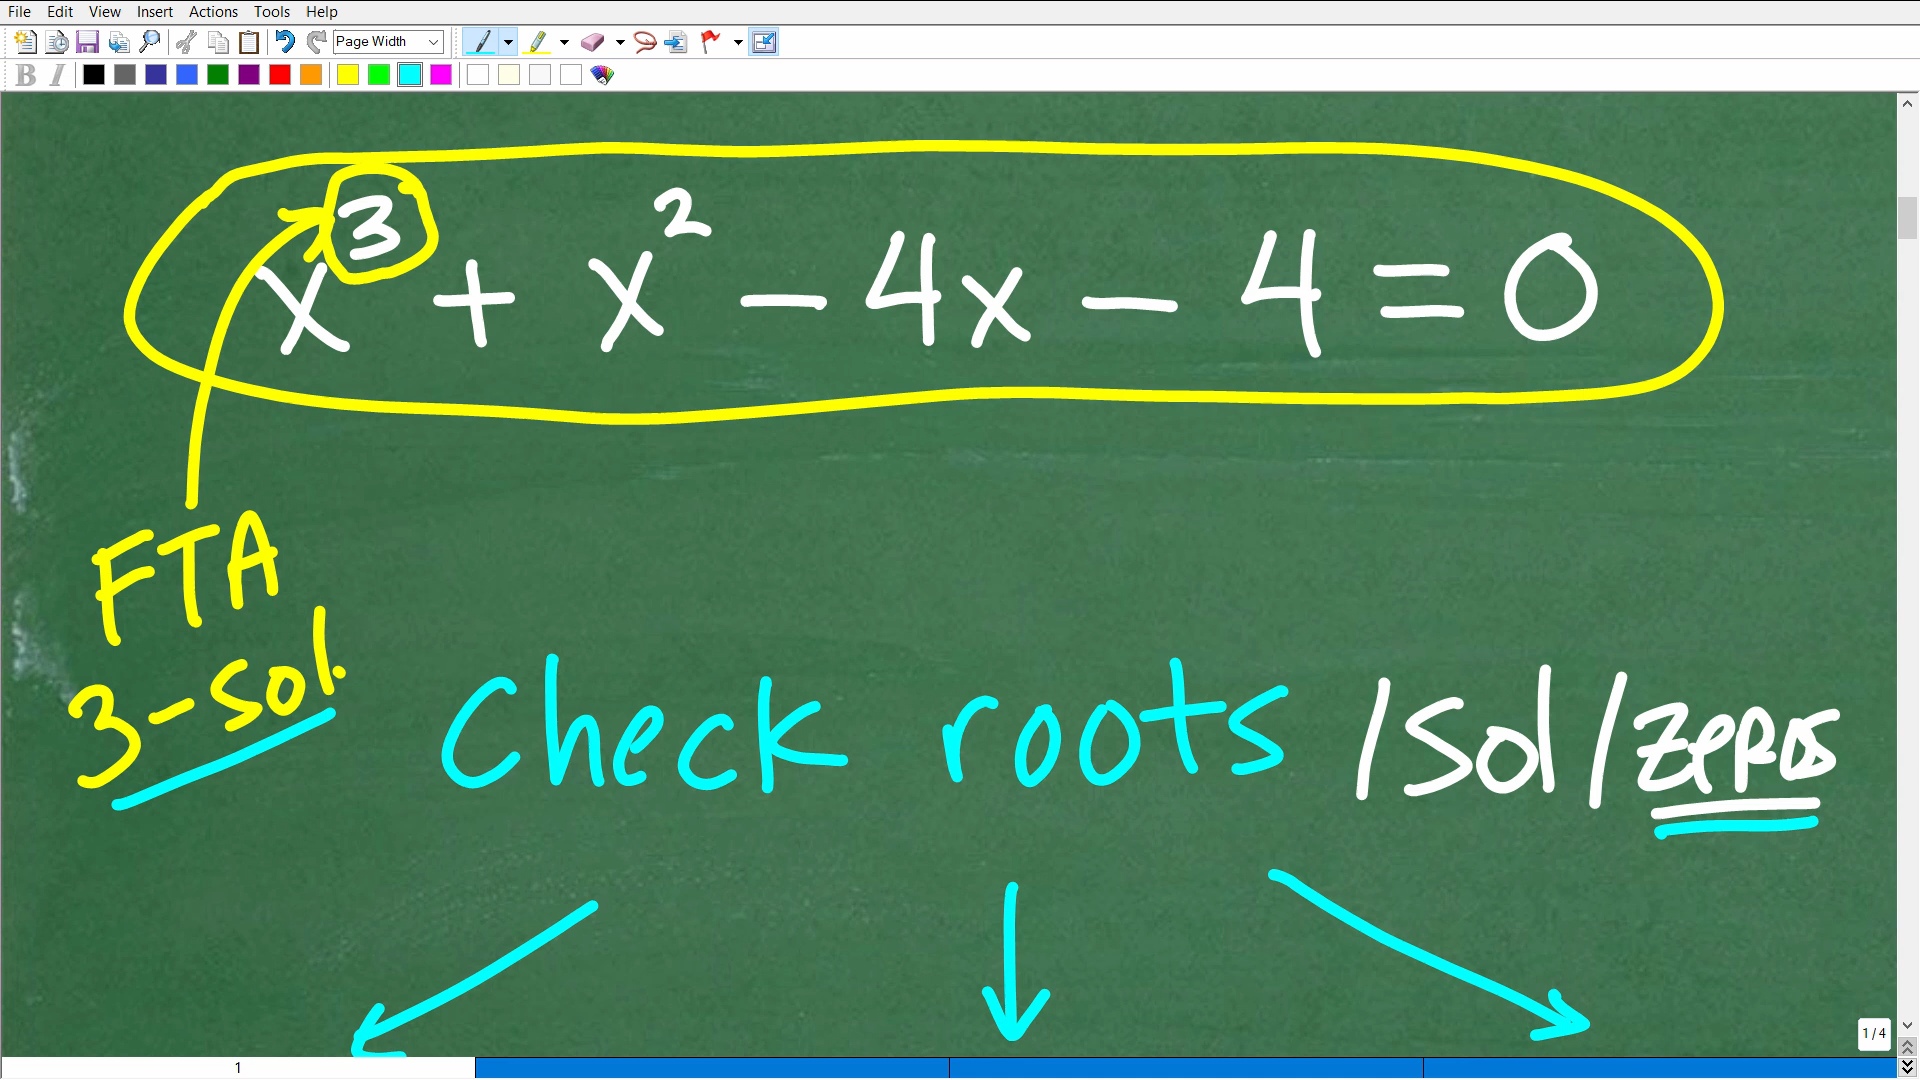 File Edit View Insert Actions Tools Help
Page Width
B I
x³ + x² - 4x - 4 = 0
FTA
3-sol.
Check roots /sol/zeros
1/4
1